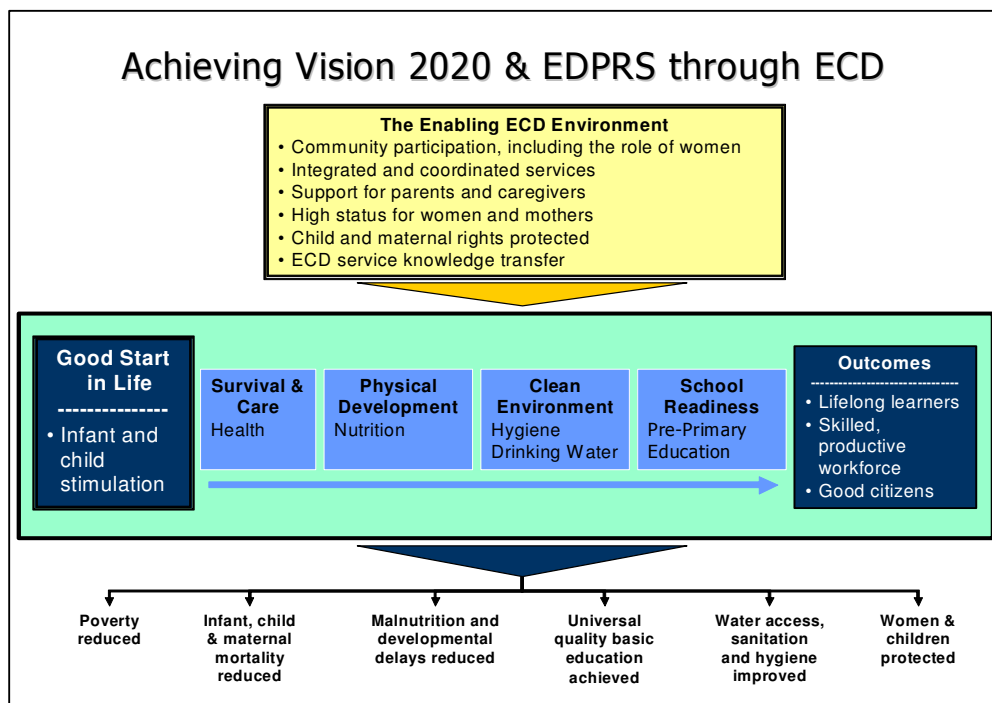 Achieving Vision 2020 & EDPRS through ECD
The Enabling ECD Environment
• Community participation, including the role of women
• Integrated and coordinated services
• Support for parents and caregivers
• High status for women and mothers
• Child and maternal rights protected
• ECD service knowledge transfer
Good Start
in Life
---------------
• Infant and
child
stimulation
Survival &
Care
Health
Physical
Development
Nutrition
Clean
Environment
Hygiene
Drinking Water
School
Readiness
Pre-Primary
Education
Outcomes
--------------------------------
• Lifelong learners
• Skilled,
productive
workforce
• Good citizens
Poverty
reduced
Infant, child
& maternal
mortality
reduced
Malnutrition and
developmental
delays reduced
Universal
quality basic
education
achieved
Water access,
sanitation
and hygiene
improved
Women &
children
protected